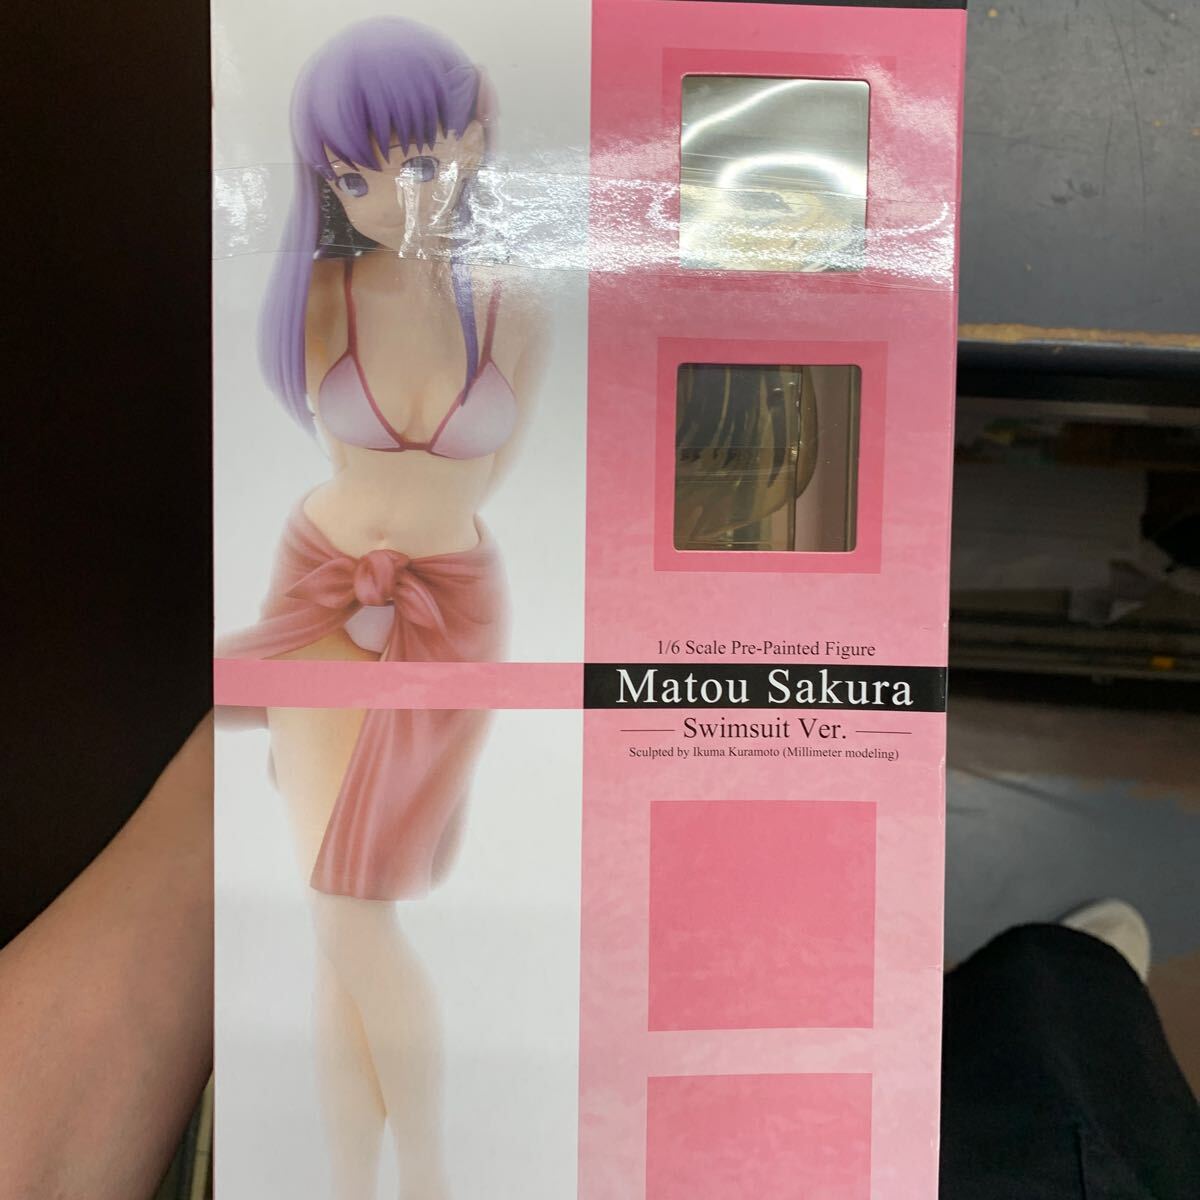 1/6 Scale Pre-Painted Figure
Matou Sakura
Swimsuit Ver.
Sculpted by Ikuma Kuramoto (Millimeter modeling)